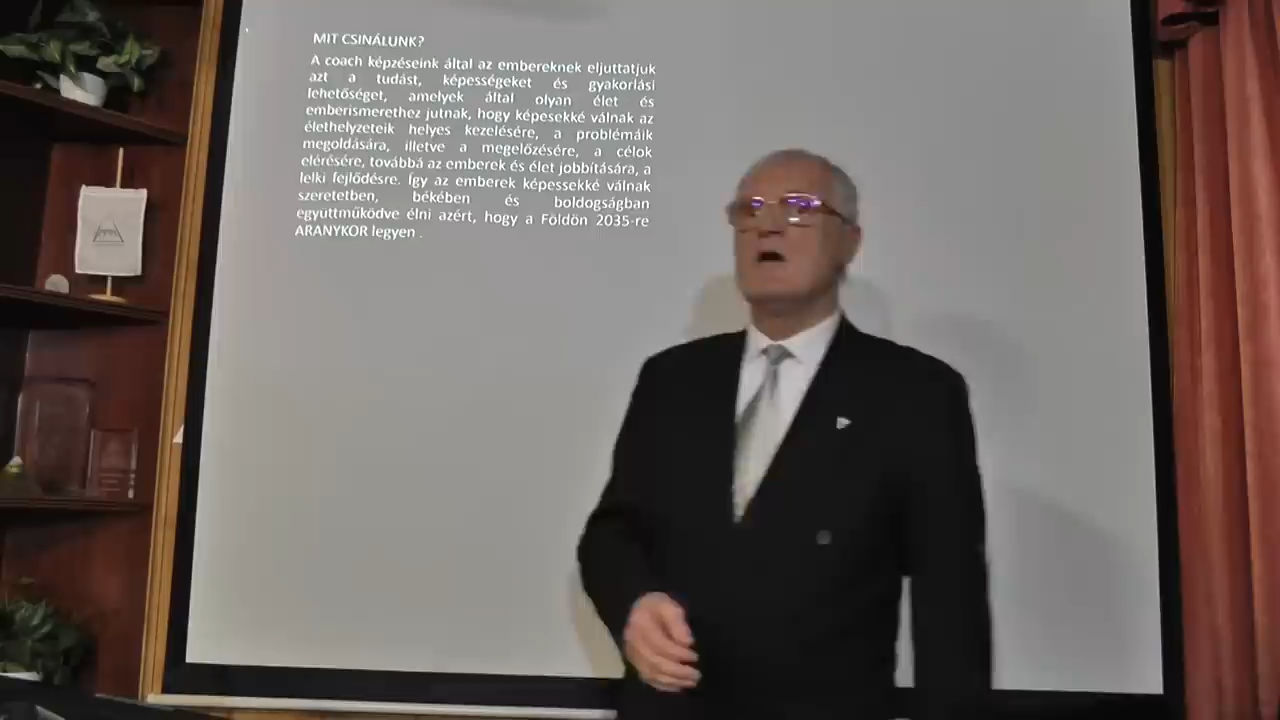 MIT CSINÁLUNK?
A coach képzéseink által az embereknek eljuttatjuk
azt a tudást, képességeket és gyakorlási
lehetőséget, amelyek által olyan élet és
emberismerethez jutnak, hogy képesekké válnak az
élethelyzeteik helyes kezelésére, a problémáik
megoldására, illetve a megelőzésére, a célok
elérésére, továbbá az emberek és élet jobbítására, a
lelki fejlődésre. Így az emberek képessekké válnak
szeretetben, békében és boldogságban
együttműködve élni azért, hogy a Földön 2035-re
ARANYKOR legyen .